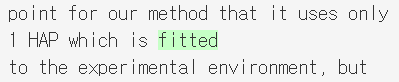 point for our method that it uses only
1 HAP which is fitted
to the experimental environment, but